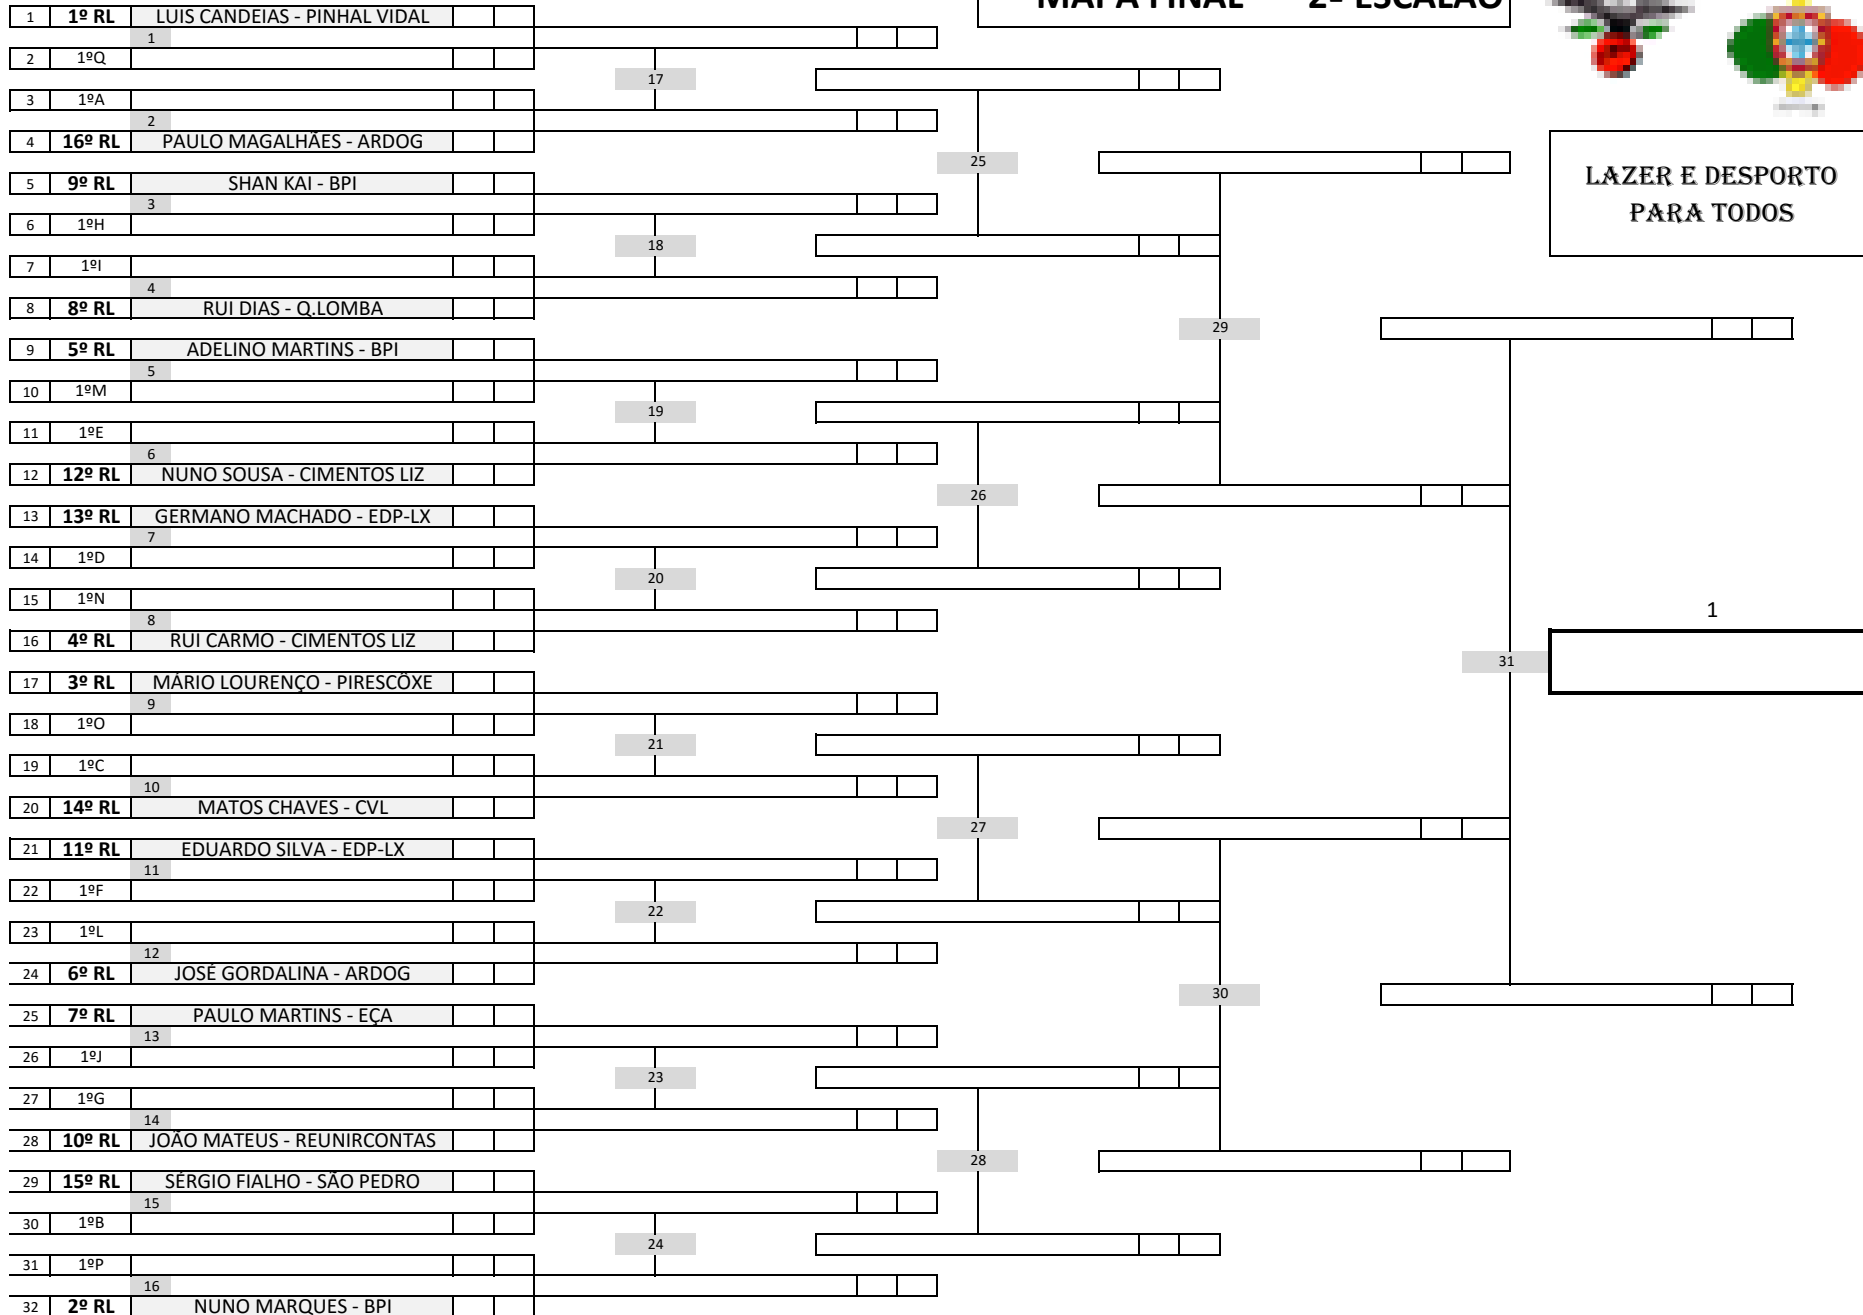 MAPA FINAL 2º ESCALÃO
1 1º RL LUIS CANDEIAS - PINHAL VIDAL
1
2 1ºQ
17
3 1ºA
2
4 16º RL PAULO MAGALHÃES - ARDOG
25
5 9º RL SHAN KAI - BPI
3
6 1ºH
18
7 1ºI
4
8 8º RL RUI DIAS - Q.LOMBA
29
9 5º RL ADELINO MARTINS - BPI
5
10 1ºM
19
11 1ºE
6
12 12º RL NUNO SOUSA - CIMENTOS LIZ
26
13 13º RL GERMANO MACHADO - EDP-LX
7
14 1ºD
20
15 1ºN
8
16 4º RL RUI CARMO - CIMENTOS LIZ
31
17 3º RL MÁRIO LOURENÇO - PIRESCÔXE
9
18 1ºO
21
19 1ºC
10
20 14º RL MATOS CHAVES - CVL
27
21 11º RL EDUARDO SILVA - EDP-LX
11
22 1ºF
22
23 1ºL
12
24 6º RL JOSÉ GORDALINA - ARDOG
30
25 7º RL PAULO MARTINS - EÇA
13
26 1ºJ
23
27 1ºG
14
28 10º RL JOÃO MATEUS - REUNIRCONTAS
28
29 15º RL SÉRGIO FIALHO - SÃO PEDRO
15
30 1ºB
24
31 1ºP
16
32 2º RL NUNO MARQUES - BPI
LAZER E DESPORTO
PARA TODOS
1